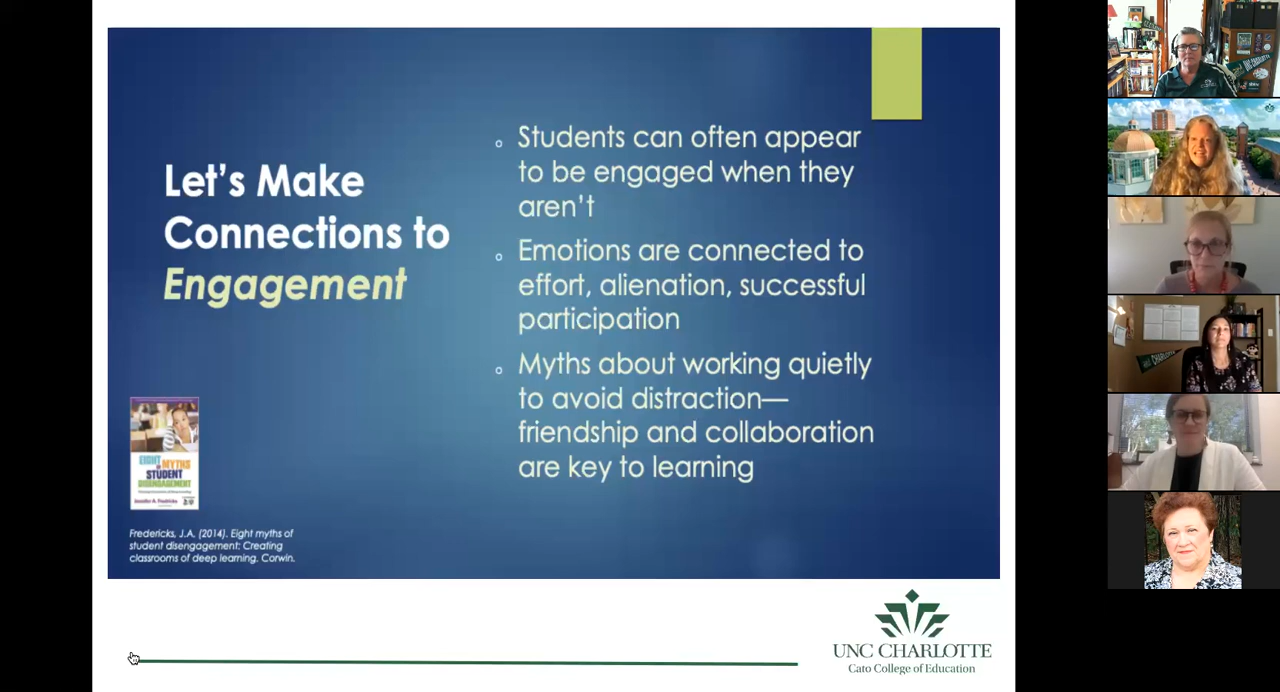 Let's Make
Connections to
Engagement
Students can often appear
to be engaged when they
aren't
Emotions are connected to
effort, alienation, successful
participation
Myths about working quietly
to avoid distraction—
friendship and collaboration
are key to learning
EIGHT
MYTHS
STUDENT
DISENGAGEMENT
Jennifer A. Fredricks
Fredericks, J.A. (2014). Eight myths of
student disengagement: Creating
classrooms of deep learning. Corwin.
UNC CHARLOTTE
Cato College of Education